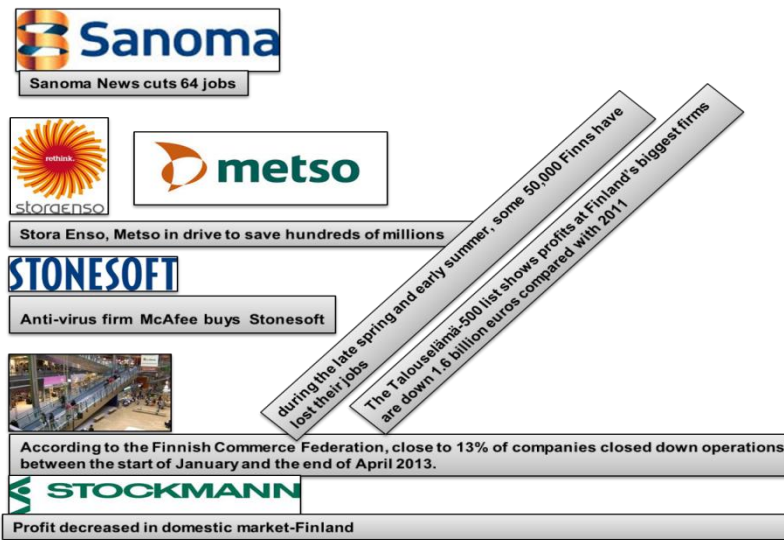 Sanoma
Sanoma News cuts 64 jobs
rethink.
storaenso
metso
Stora Enso, Metso in drive to save hundreds of millions
STONESOFT
Anti-virus firm McAfee buys Stonesoft
during the late spring and early summer, some 50,000 Finns have
lost their jobs
The Talouselämä-500 list shows profits at Finland's biggest firms
are down 1.6 billion euros compared with 2011
According to the Finnish Commerce Federation, close to 13% of companies closed down operations
between the start of January and the end of April 2013.
STOCKMANN
Profit decreased in domestic market-Finland